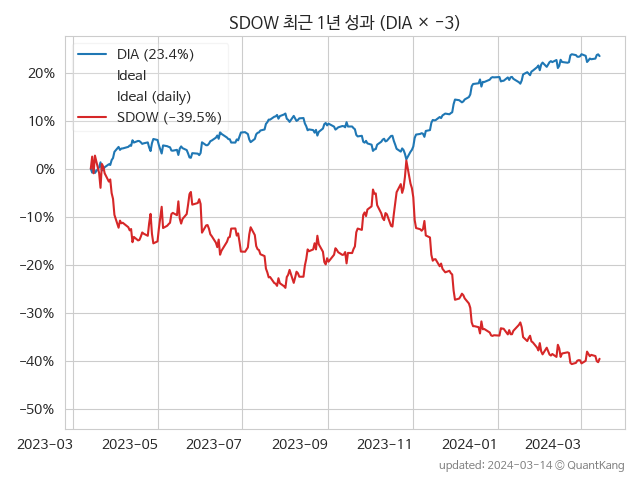 SDOW 최근 1년 성과 (DIA × −3)
DIA (23.4%)
Ideal
Ideal (daily)
SDOW (−39.5%)
20%
10%
0%
−10%
−20%
−30%
−40%
−50%
2023−03 2023−05 2023−07 2023−09 2023−11 2024−01 2024−03
updated: 2024−03−14 © QuantKang